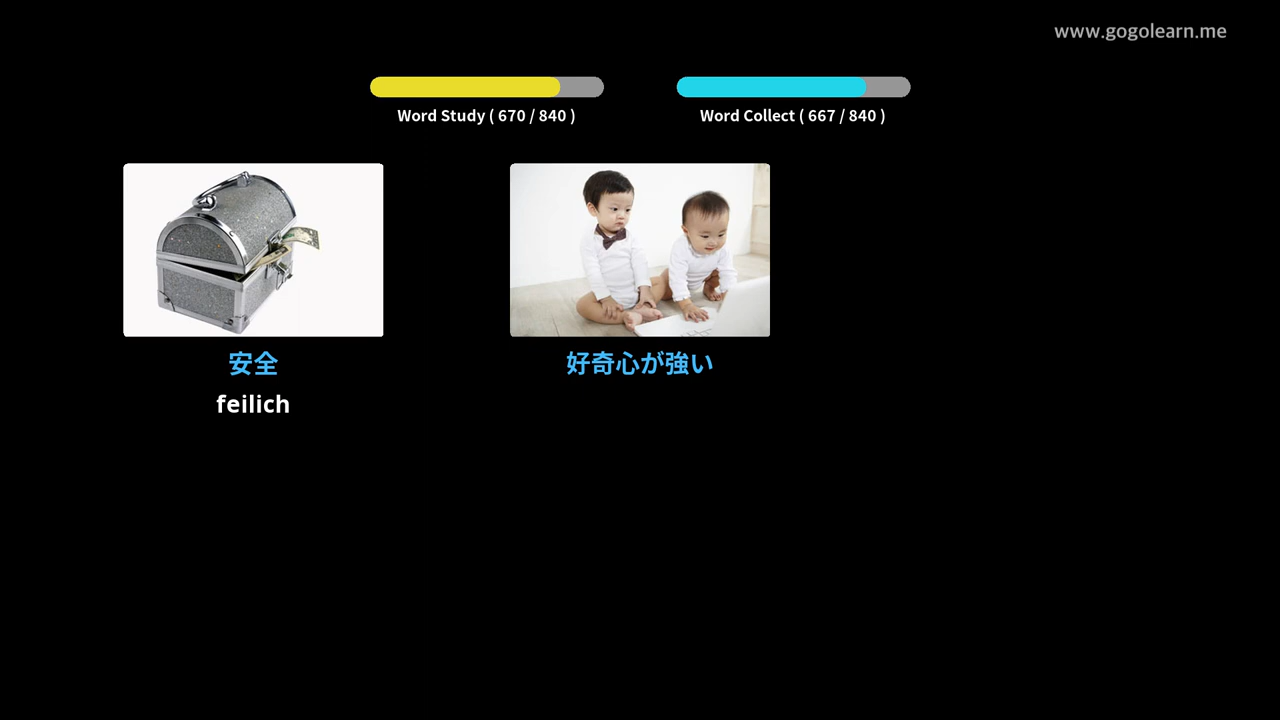 www.gogolearn.me
Word Study ( 670 / 840 )
Word Collect ( 667 / 840 )
安全
好奇心が強い
feilich